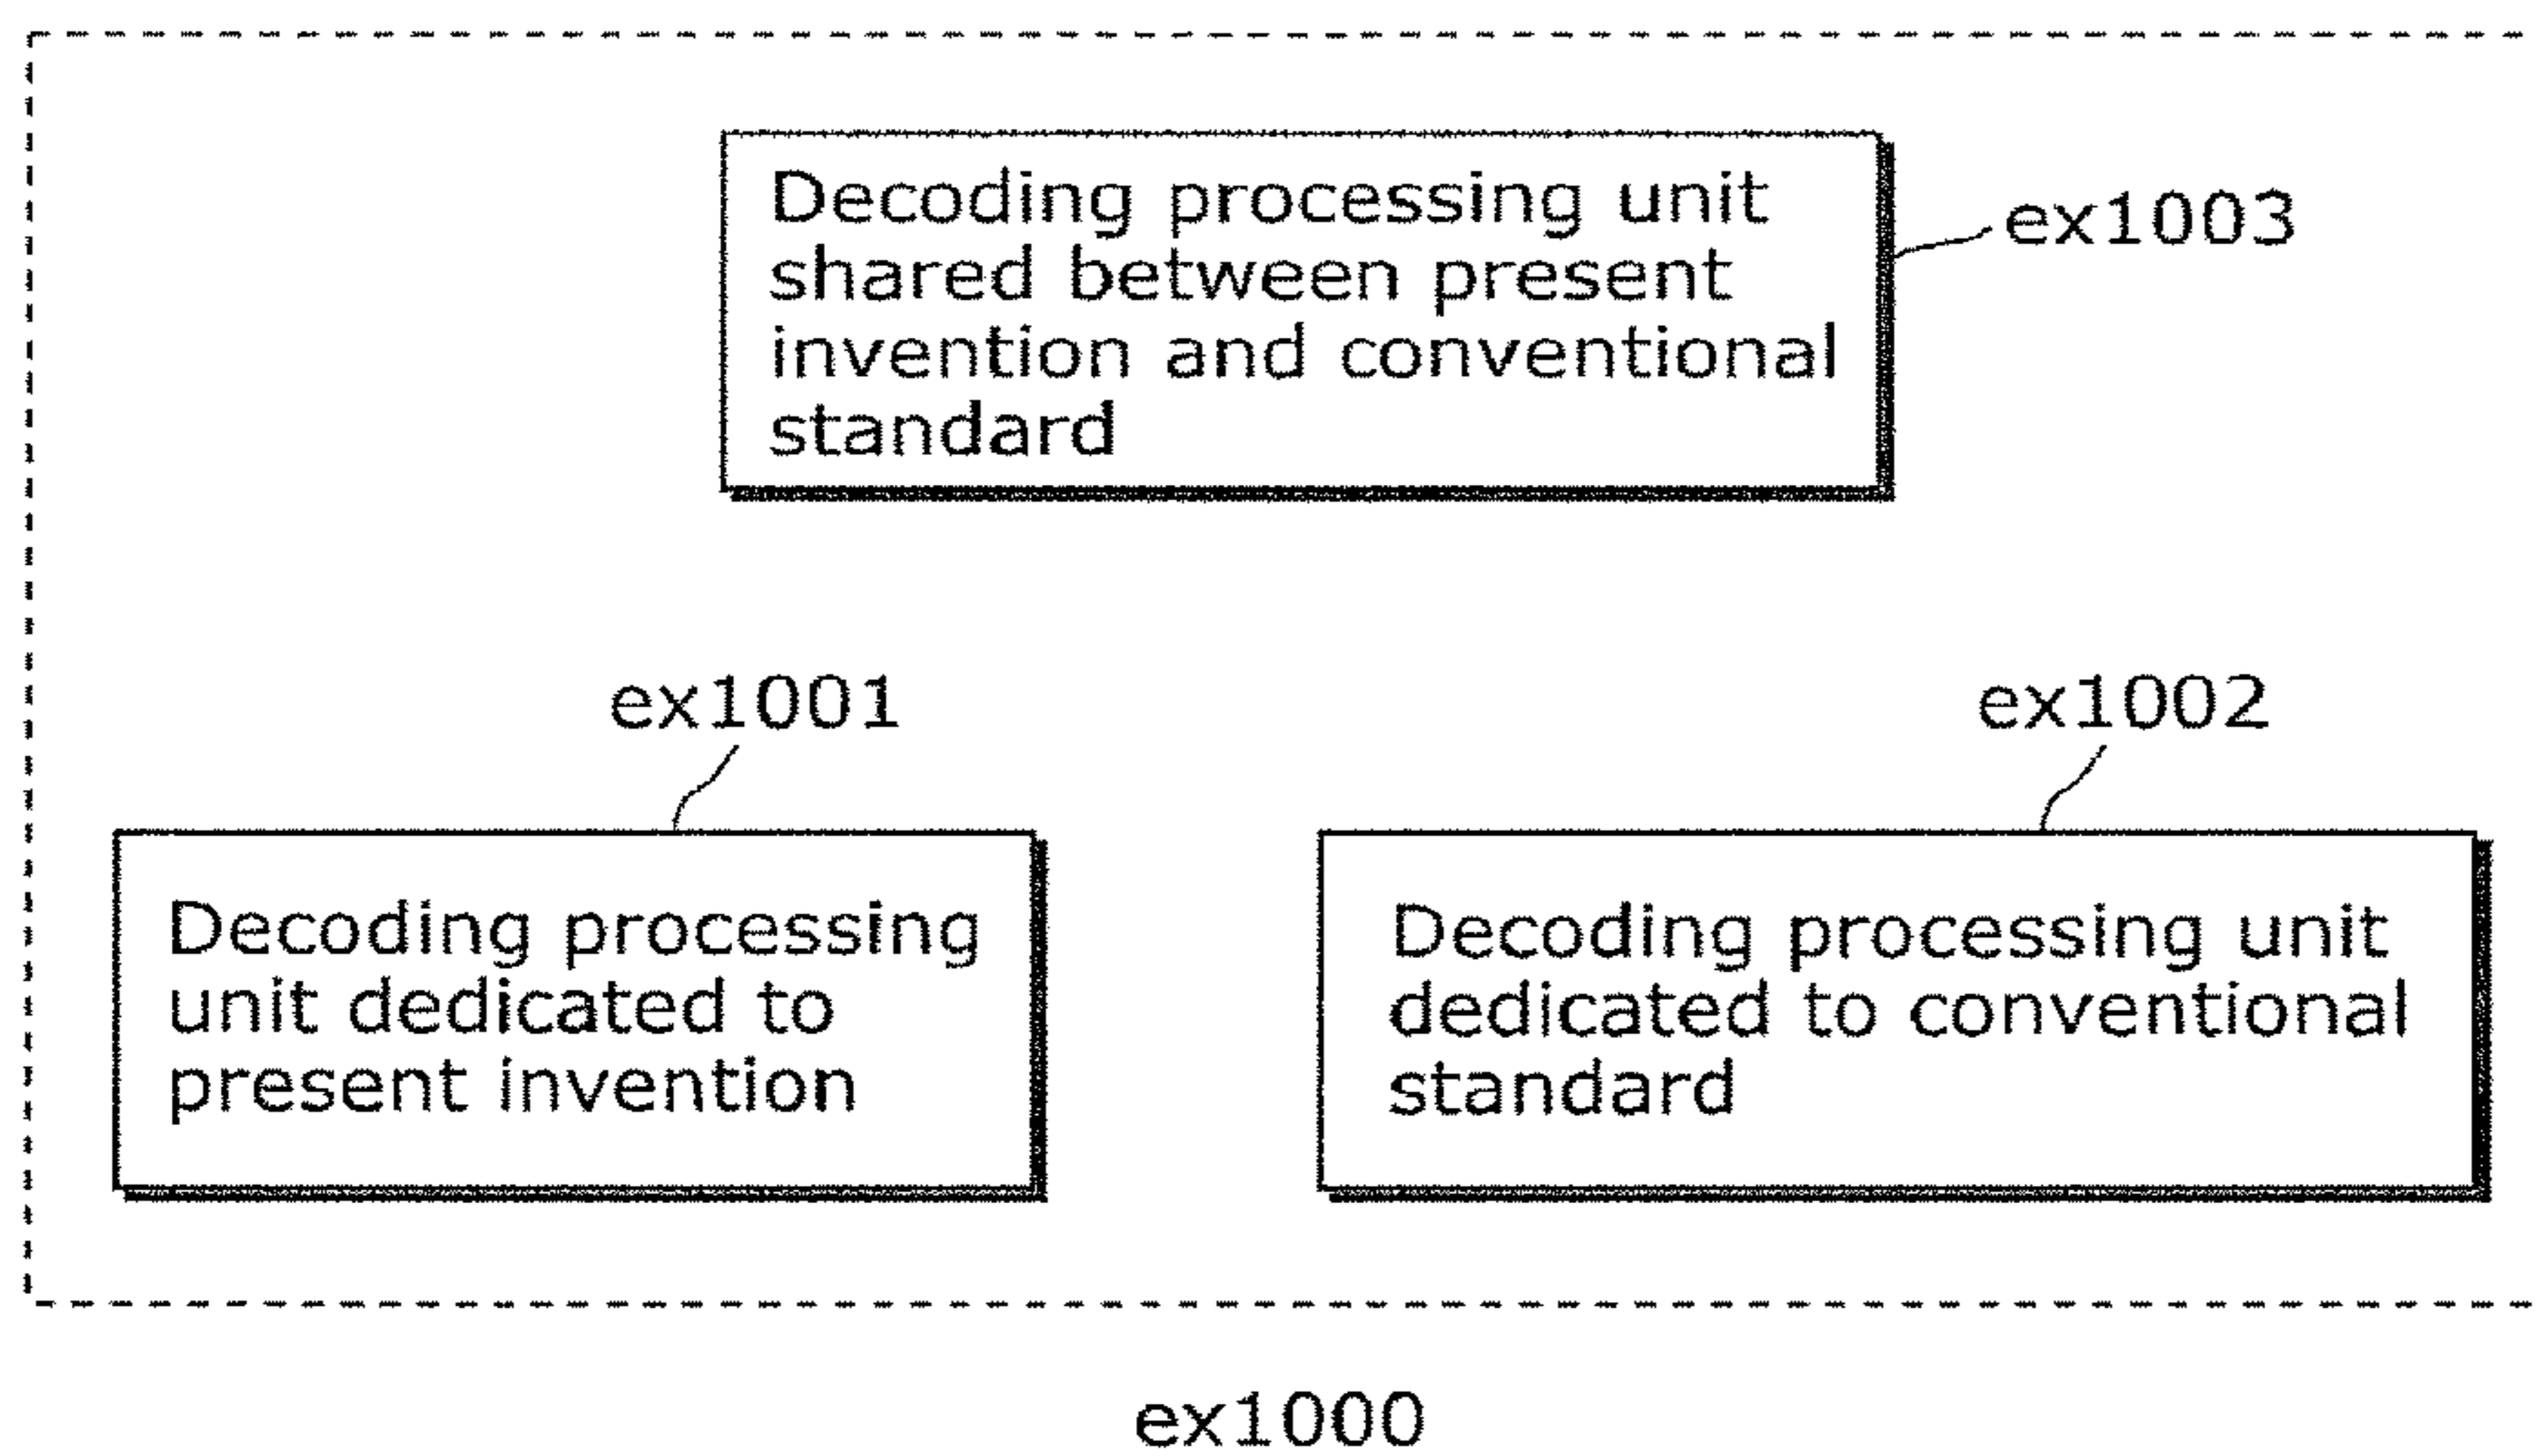 Decoding processing unit
shared between present
invention and conventional
standard
ex1003
ex1001
ex1002
Decoding processing
unit dedicated to
present invention
Decoding processing unit
dedicated to conventional
standard
ex1000